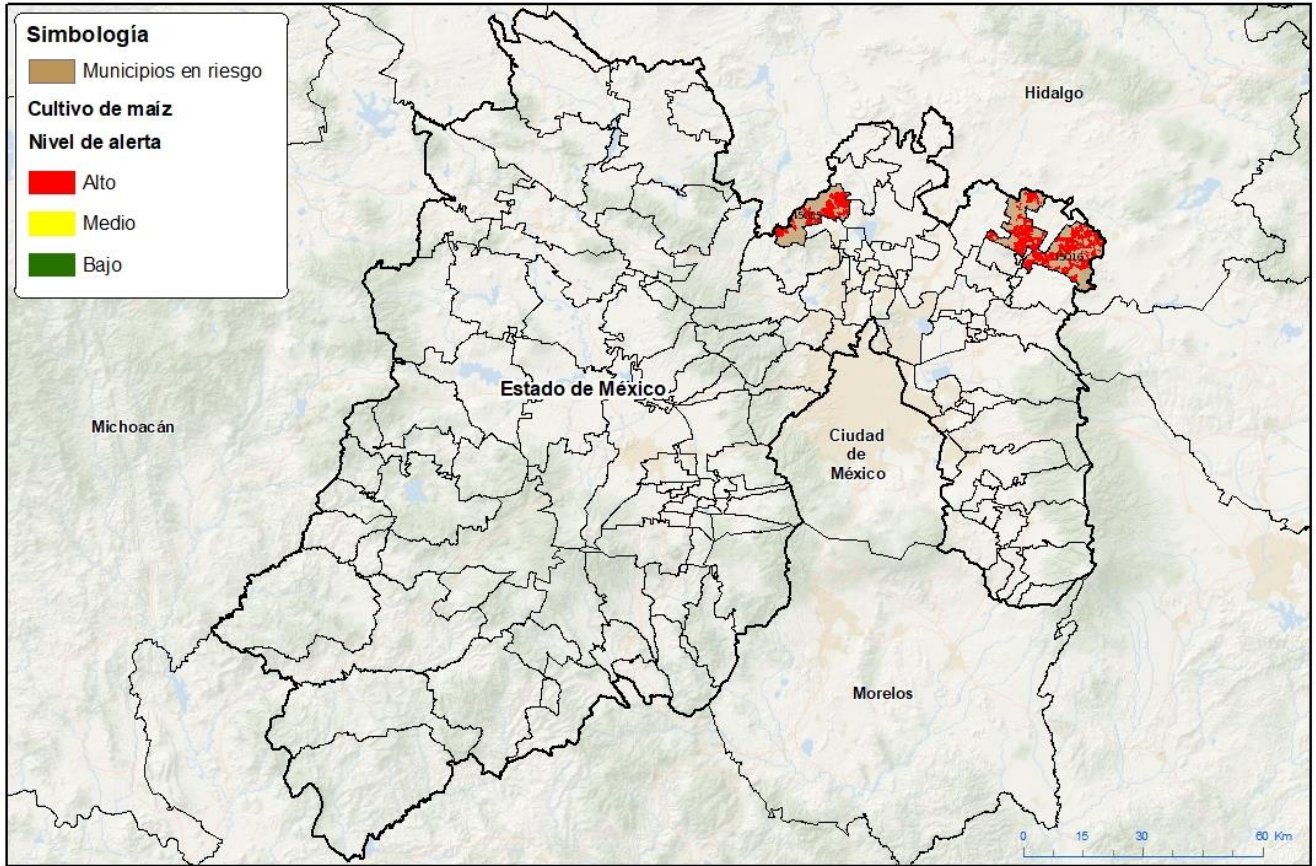 Simbología
Municipios en riesgo
Cultivo de maíz
Nivel de alerta
Alto
Medio
Bajo
Hidalgo
15016
Estado de México
Michoacán
Ciudad
de
México
Morelos
0 15 30 60 Km